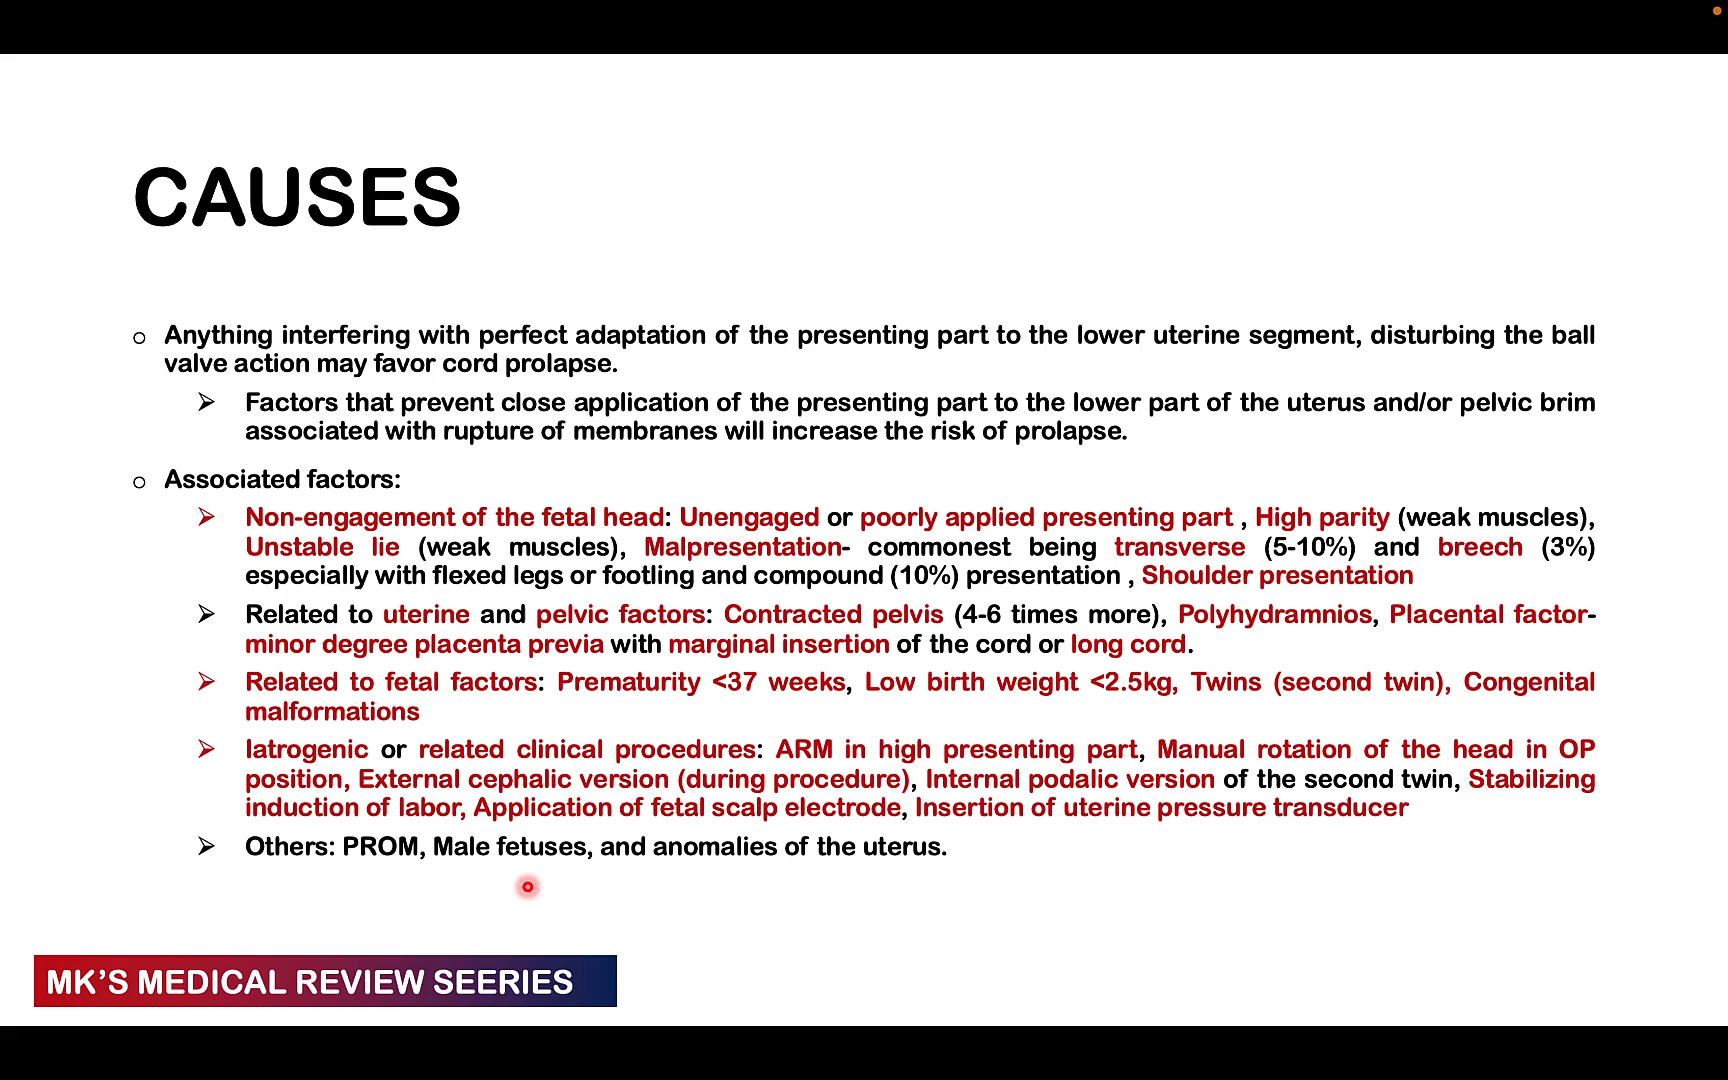 CAUSES
o Anything interfering with perfect adaptation of the presenting part to the lower uterine segment, disturbing the ball
valve action may favor cord prolapse.
➢ Factors that prevent close application of the presenting part to the lower part of the uterus and/or pelvic brim
associated with rupture of membranes will increase the risk of prolapse.
o Associated factors:
➢ Non-engagement of the fetal head: Unengaged or poorly applied presenting part , High parity (weak muscles),
Unstable lie (weak muscles), Malpresentation- commonest being transverse (5-10%) and breech (3%)
especially with flexed legs or footling and compound (10%) presentation , Shoulder presentation
➢ Related to uterine and pelvic factors: Contracted pelvis (4-6 times more), Polyhydramnios, Placental factor-
minor degree placenta previa with marginal insertion of the cord or long cord.
➢ Related to fetal factors: Prematurity <37 weeks, Low birth weight <2.5kg, Twins (second twin), Congenital
malformations
➢ Iatrogenic or related clinical procedures: ARM in high presenting part, Manual rotation of the head in OP
position, External cephalic version (during procedure), Internal podalic version of the second twin, Stabilizing
induction of labor, Application of fetal scalp electrode, Insertion of uterine pressure transducer
➢ Others: PROM, Male fetuses, and anomalies of the uterus.
MK'S MEDICAL REVIEW SEERIES